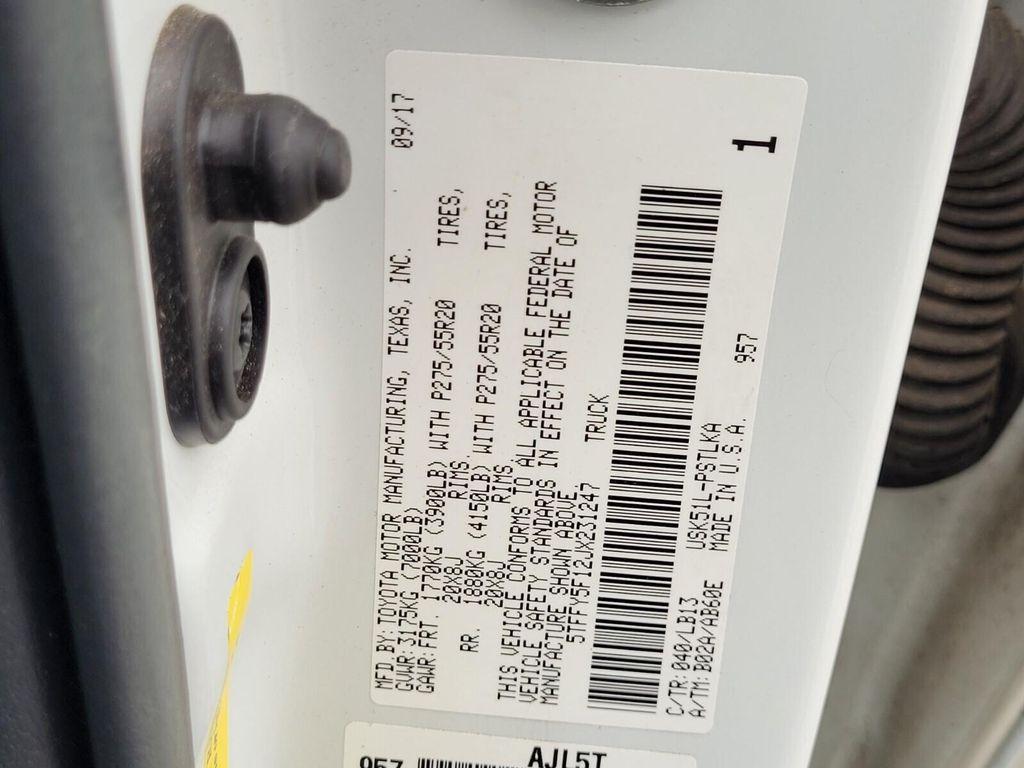 MFD BY: TOYOTA MOTOR MANUFACTURING, TEXAS, INC. 09/17
GVWR: 3175KG (7000LB)
GAWR: FRT. 1770KG (3900LB) WITH P275/55R20 TIRES,
20X8J RIMS
RR. 1880KG (4150LB) WITH P275/55R20 TIRES,
20X8J RIMS
THIS VEHICLE CONFORMS TO ALL APPLICABLE FEDERAL MOTOR
VEHICLE SAFETY STANDARDS IN EFFECT ON THE DATE OF
MANUFACTURE SHOWN ABOVE
5TFFY5F12JX231247 TRUCK
C/TR: 040/LB13 USK51L-PSTLKA
A/TM: B02A/AB60E MADE IN U.S.A. 957
1
957 AJL5T